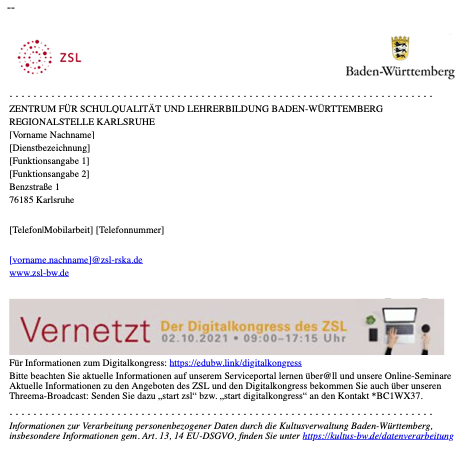 --
ZSL
Baden-Württemberg
ZENTRUM FÜR SCHULQUALITÄT UND LEHRERBILDUNG BADEN-WÜRTTEMBERG
REGIONALSTELLE KARLSRUHE
[Vorname Nachname]
[Dienstbezeichnung]
[Funktionsangabe 1]
[Funktionsangabe 2]
Benzstraße 1
76185 Karlsruhe
[Telefon|Mobilarbeit] [Telefonnummer]
[vorname.nachname]@zsl-rska.de
www.zsl-bw.de
Vernetzt Der Digitalkongress des ZSL
02.10.2021 • 09:00–17:15 Uhr
Für Informationen zum Digitalkongress: https://edubw.link/digitalkongress
Bitte beachten Sie auch aktuelle Informationen auf unserem Serviceportal lernen über@ll und unsere Online-Seminare
Aktuelle Informationen zu den Angeboten des ZSL und den Digitalkongress bekommen Sie auch über unseren
Threema-Broadcast: Senden Sie dazu „start zsl“ bzw. „start digitalkongress“ an den Kontakt *BC1WX37.
Informationen zur Verarbeitung personenbezogener Daten durch die Kultusverwaltung Baden-Württemberg,
insbesondere Informationen gem. Art. 13, 14 EU-DSGVO, finden Sie unter https://kultus-bw.de/datenverarbeitung